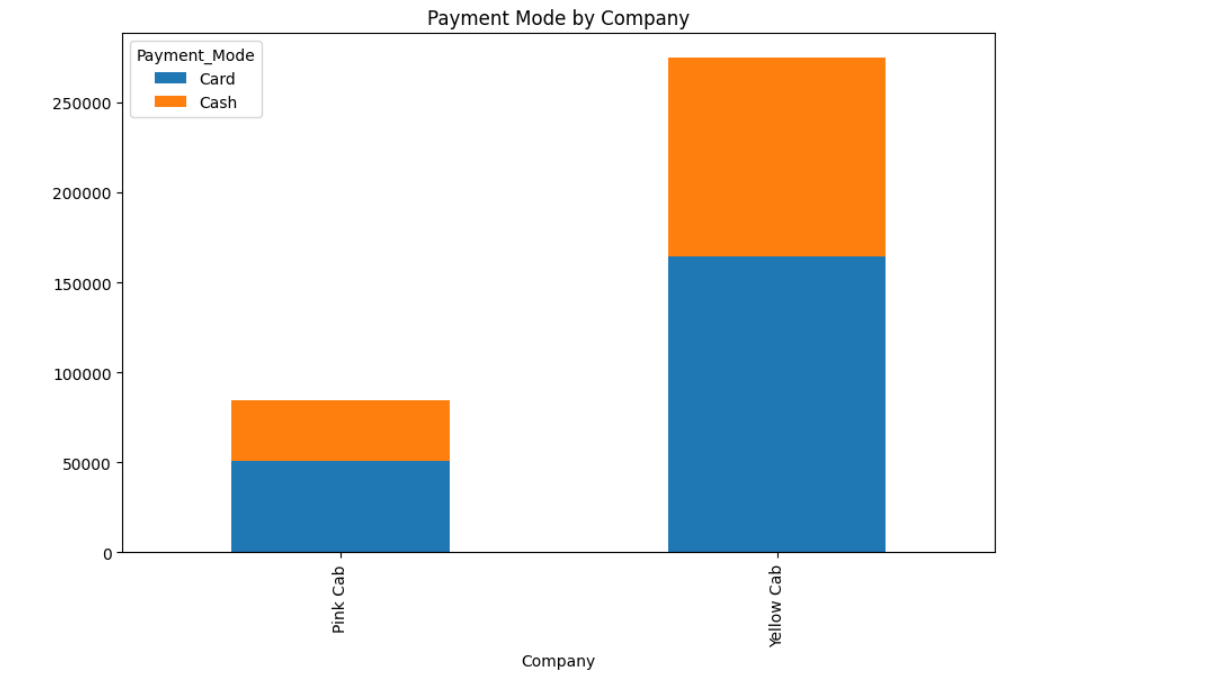 Payment Mode by Company
Payment_Mode
Card
Cash
250000
200000
150000
100000
50000
0
Pink Cab
Yellow Cab
Company